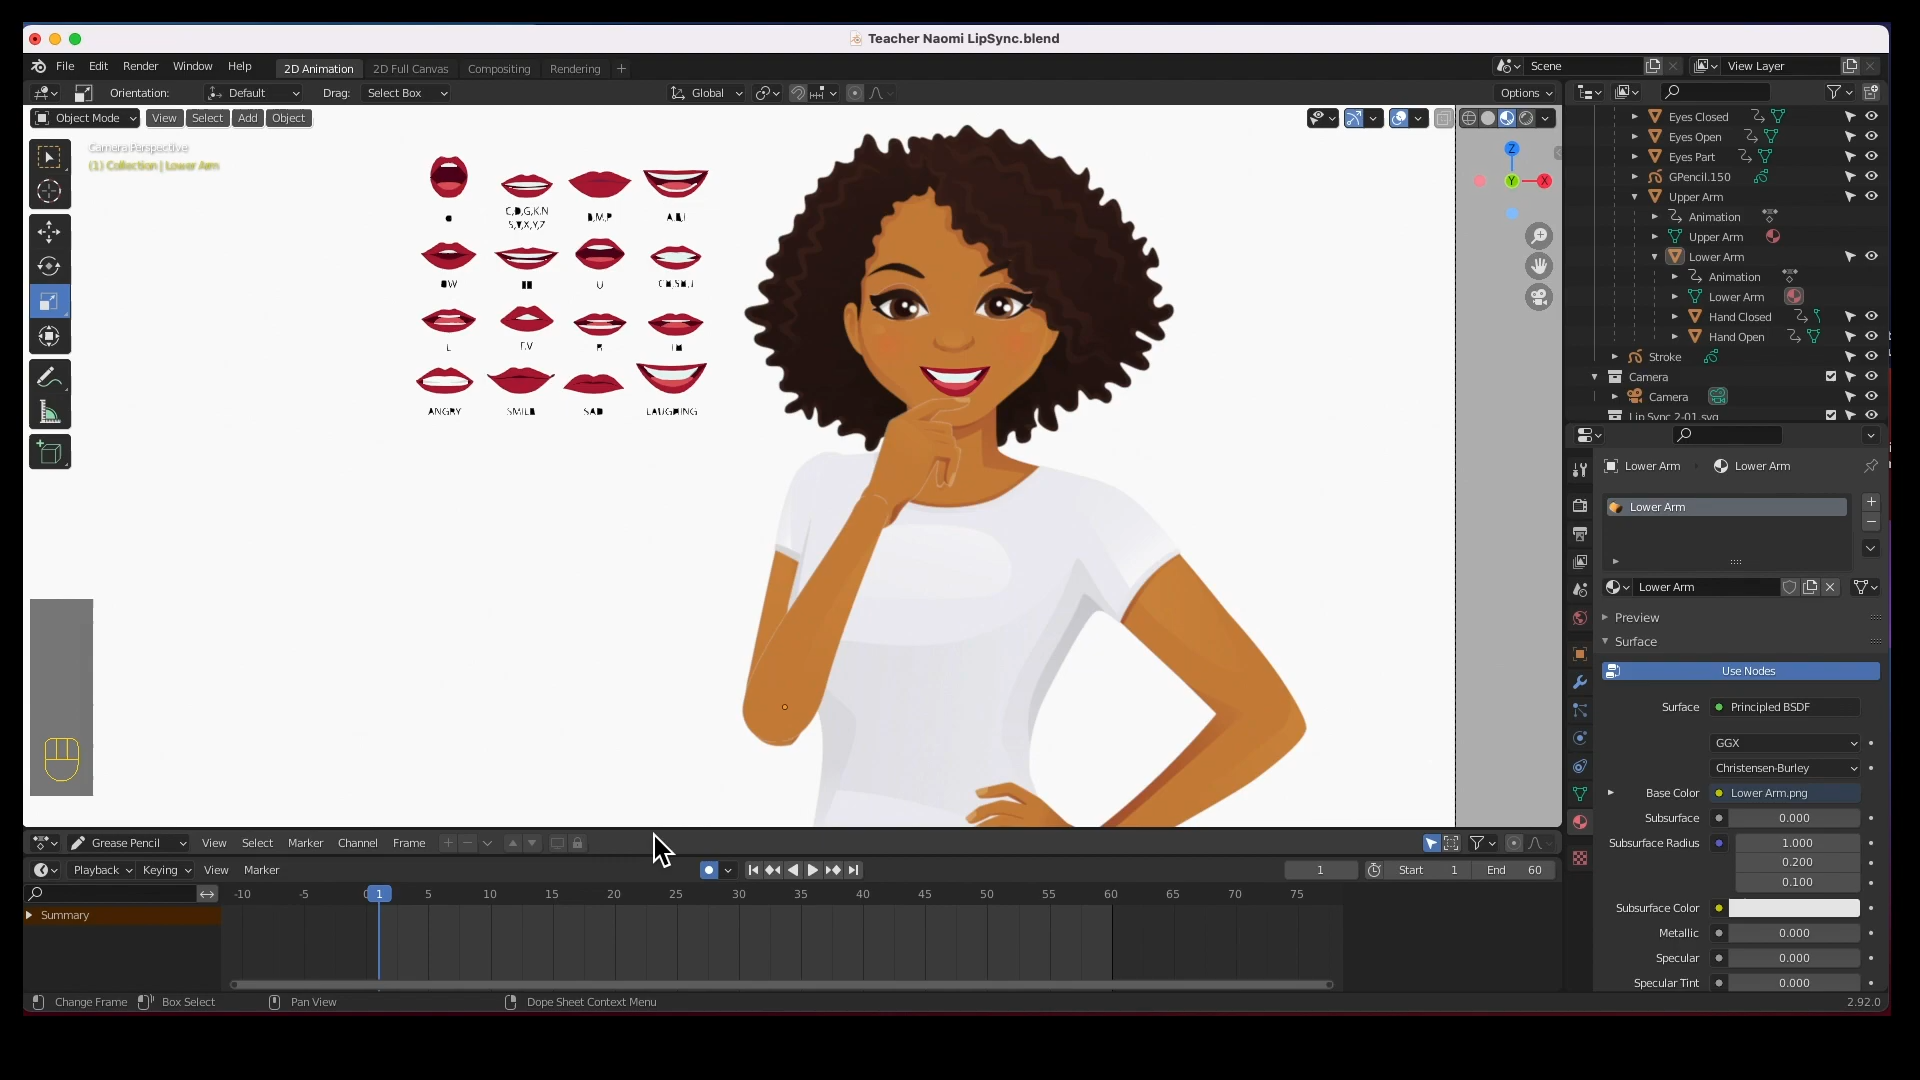 Teacher Naomi LipSync.blend
File Edit Render Window Help 2D Animation 2D Full Canvas Compositing Rendering + Scene View Layer
Orientation: Default Drag: Select Box Global Options
Object Mode View Select Add Object
Camera Perspective
(1) Collection | Lower Arm
C,D,G,K,N
S,T,X,Y,Z
B,M,P
A,E,I
U
L
F,V
R
ANGRY SMILE SAD LAUGHING
Z
Y
X
Eyes Closed
Eyes Open
Eyes Part
GPencil.150
Upper Arm
Animation
Upper Arm
Lower Arm
Animation
Lower Arm
Hand Closed
Hand Open
Stroke
Camera
Camera
Lip Sync 2-01.svg
Lower Arm Lower Arm
Lower Arm
Lower Arm
Preview
Surface
Use Nodes
Surface Principled BSDF
GGX
Christensen-Burley
Base Color Lower Arm.png
Subsurface 0.000
Subsurface Radius 1.000
0.200
0.100
Subsurface Color
Metallic 0.000
Specular 0.000
Specular Tint 0.000
Grease Pencil View Select Marker Channel Frame
Playback Keying View Marker 1 Start 1 End 60
-10 -5 0 1 5 10 15 20 25 30 35 40 45 50 55 60 65 70 75
Summary
Change Frame Box Select Pan View Dope Sheet Context Menu 2.92.0